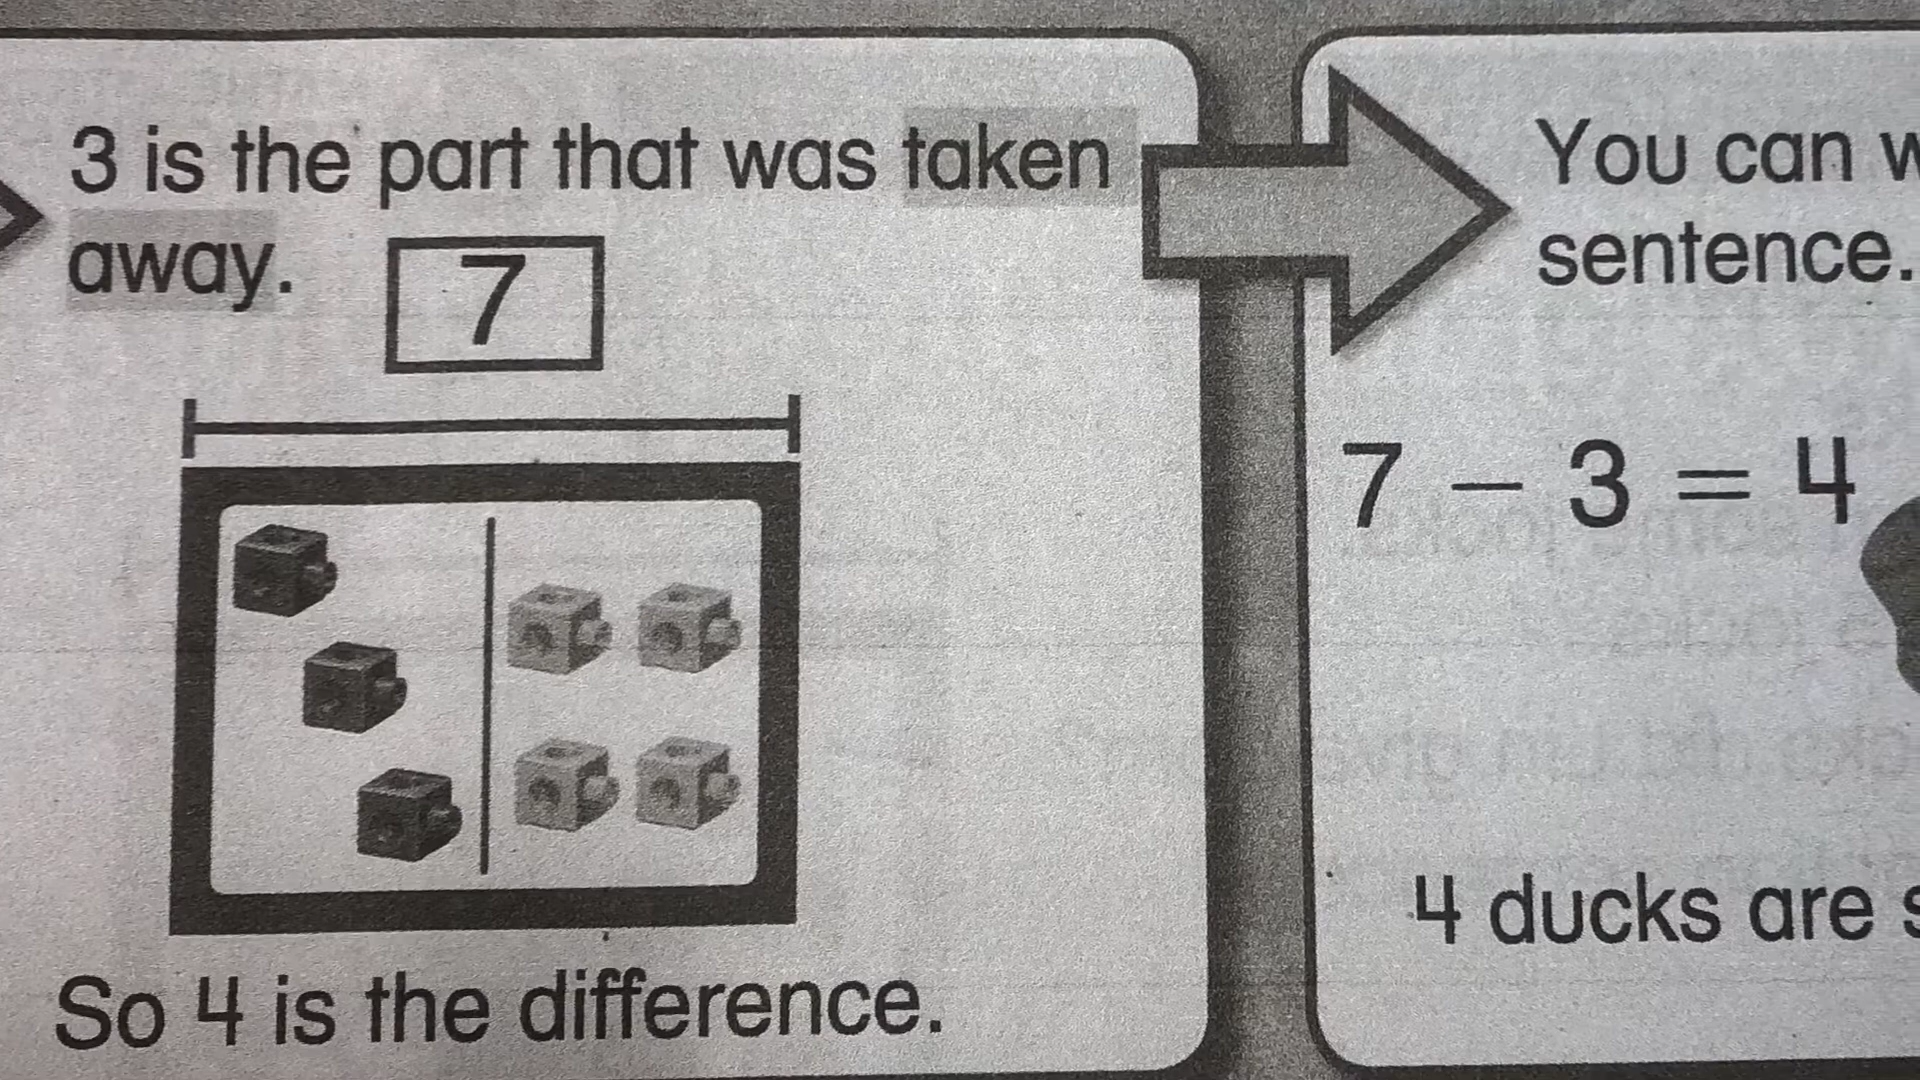 3 is the part that was taken
away.
7
So 4 is the difference.
You can
sentence.
7 − 3 = 4
4 ducks are